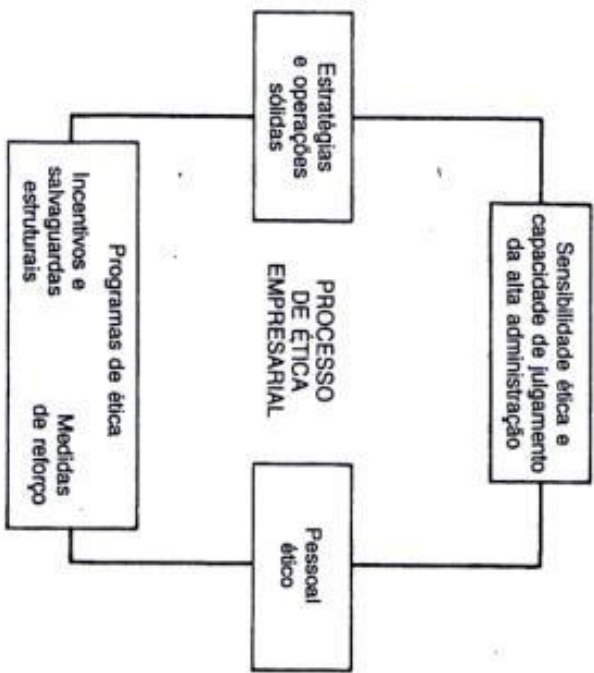 Sensibilidade ética e
capacidade de julgamento
da alta administração
Estratégias
e operações
sólidas
PROCESSO
DE ÉTICA
EMPRESARIAL
Pessoal
ético
Programas de ética
Incentivos e
salvaguardas
estruturais
Medidas
de reforço